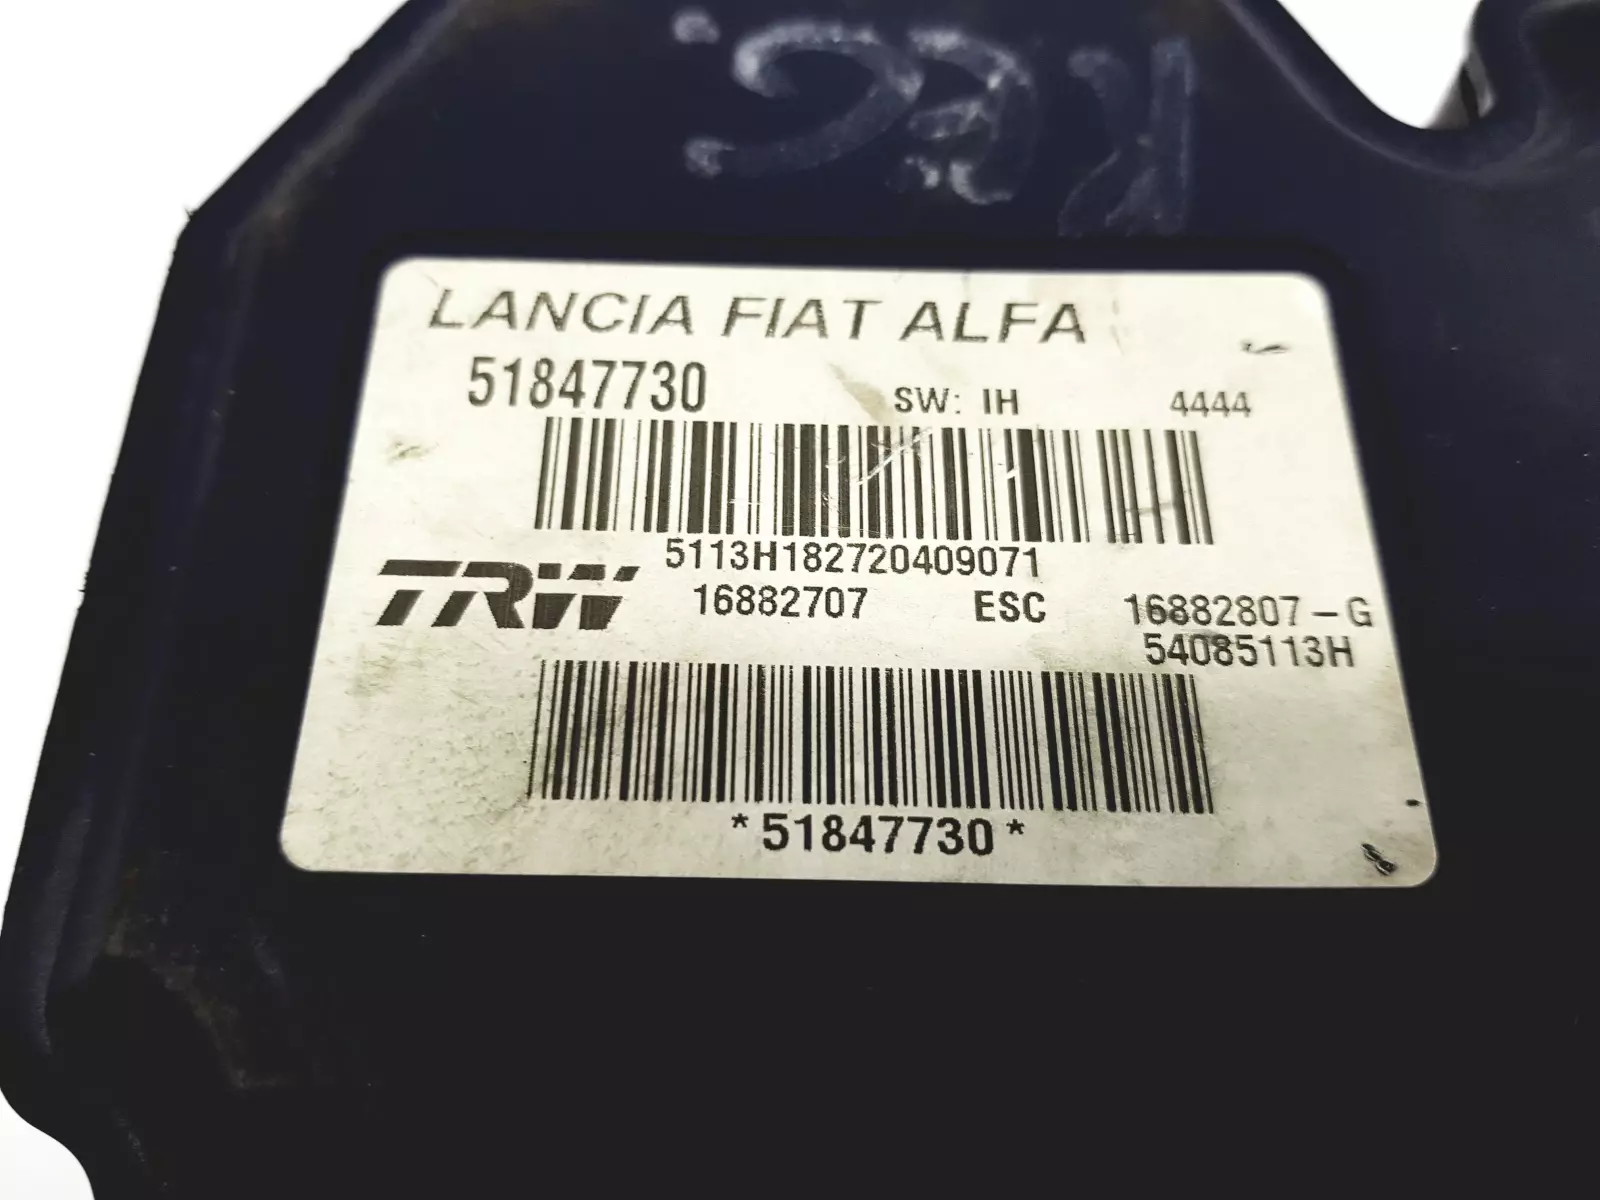 LANCIA FIAT ALFA
51847730 SW: IH 4444
5113H182720409071
TRW 16882707 ESC 16882807-G
54085113H
*51847730*